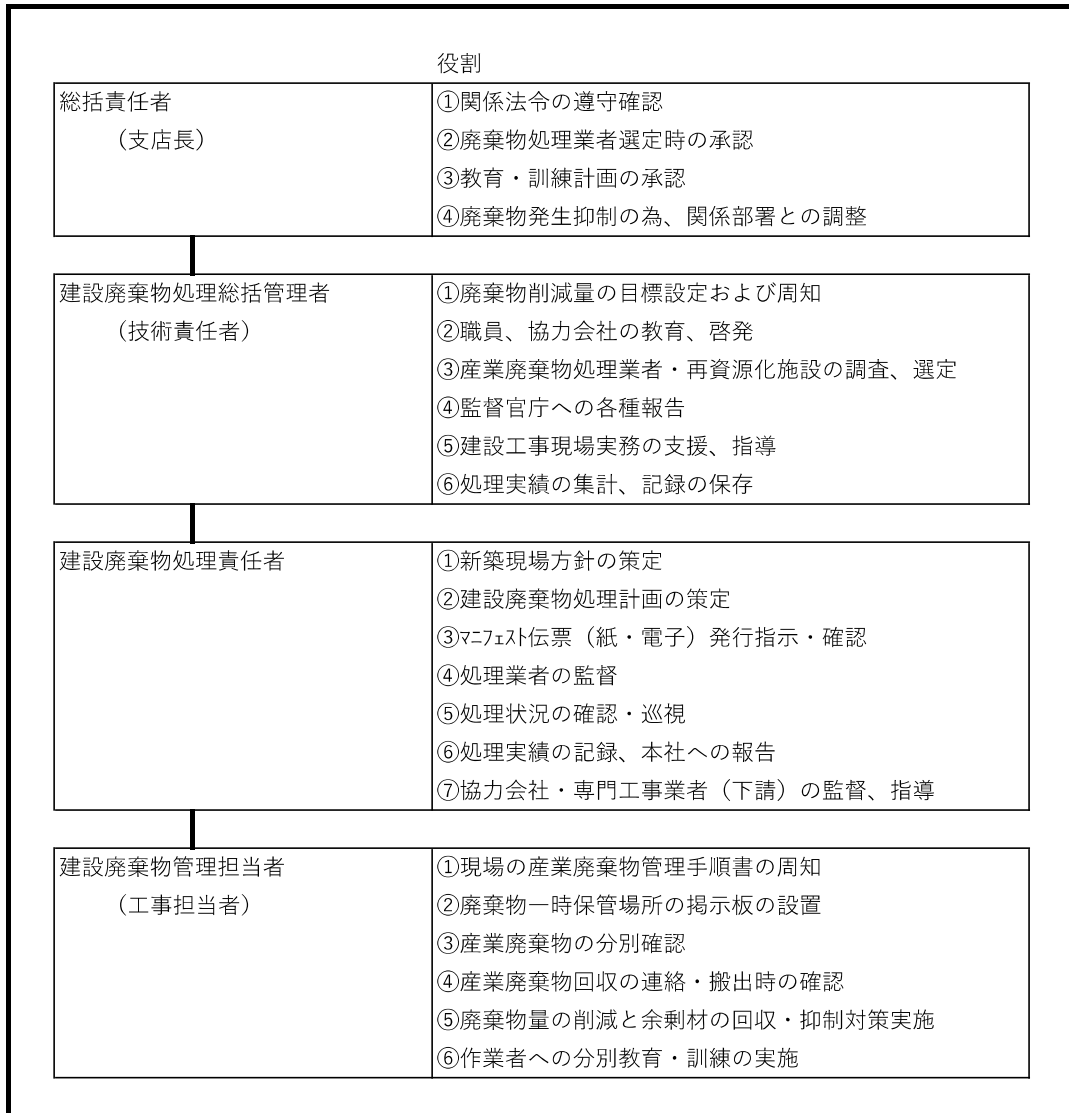 役割
総括責任者
（支店長）
①関係法令の遵守確認
②廃棄物処理業者選定時の承認
③教育・訓練計画の承認
④廃棄物発生抑制の為、関係部署との調整
建設廃棄物処理総括管理者
（技術責任者）
①廃棄物削減量の目標設定および周知
②職員、協力会社の教育、啓発
③産業廃棄物処理業者・再資源化施設の調査、選定
④監督官庁への各種報告
⑤建設工事現場実務の支援、指導
⑥処理実績の集計、記録の保存
建設廃棄物処理責任者
①新築現場方針の策定
②建設廃棄物処理計画の策定
③ﾏﾆﾌｪｽﾄ伝票（紙・電子）発行指示・確認
④処理業者の監督
⑤処理状況の確認・巡視
⑥処理実績の記録、本社への報告
⑦協力会社・専門工事業者（下請）の監督、指導
建設廃棄物管理担当者
（工事担当者）
①現場の産業廃棄物管理手順書の周知
②廃棄物一時保管場所の掲示板の設置
③産業廃棄物の分別確認
④産業廃棄物回収の連絡・搬出時の確認
⑤廃棄物量の削減と余剰材の回収・抑制対策実施
⑥作業者への分別教育・訓練の実施